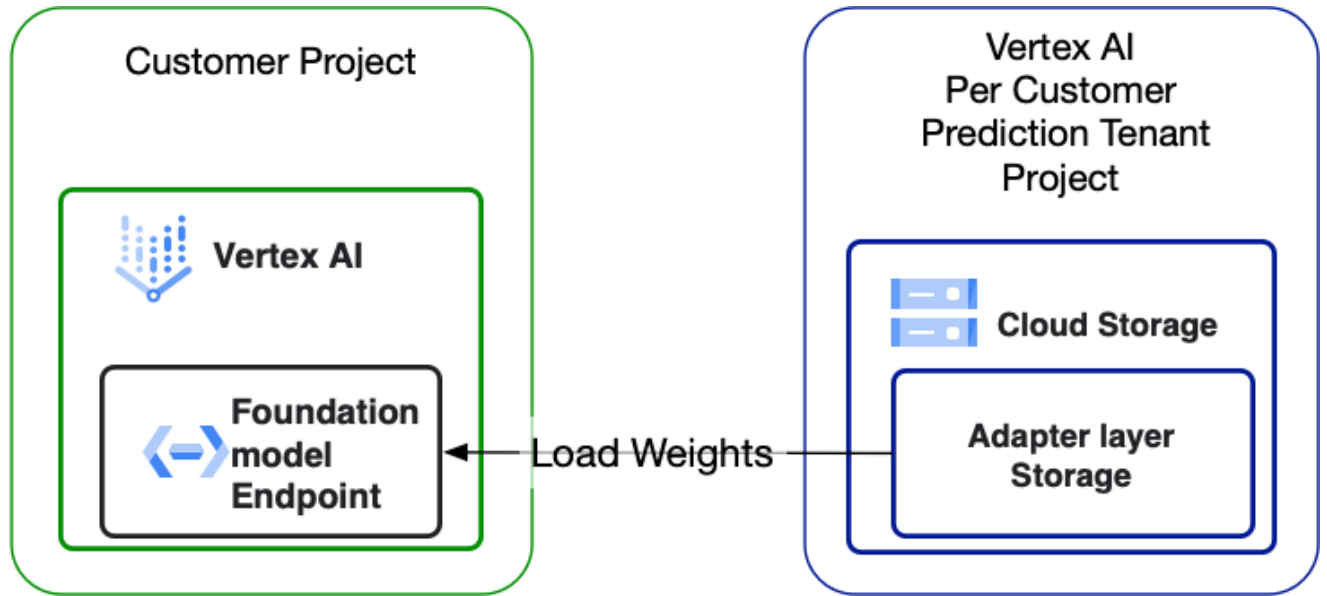 Customer Project
Vertex AI
Foundation
model
Endpoint
Load Weights
Vertex AI
Per Customer
Prediction Tenant
Project
Cloud Storage
Adapter layer
Storage